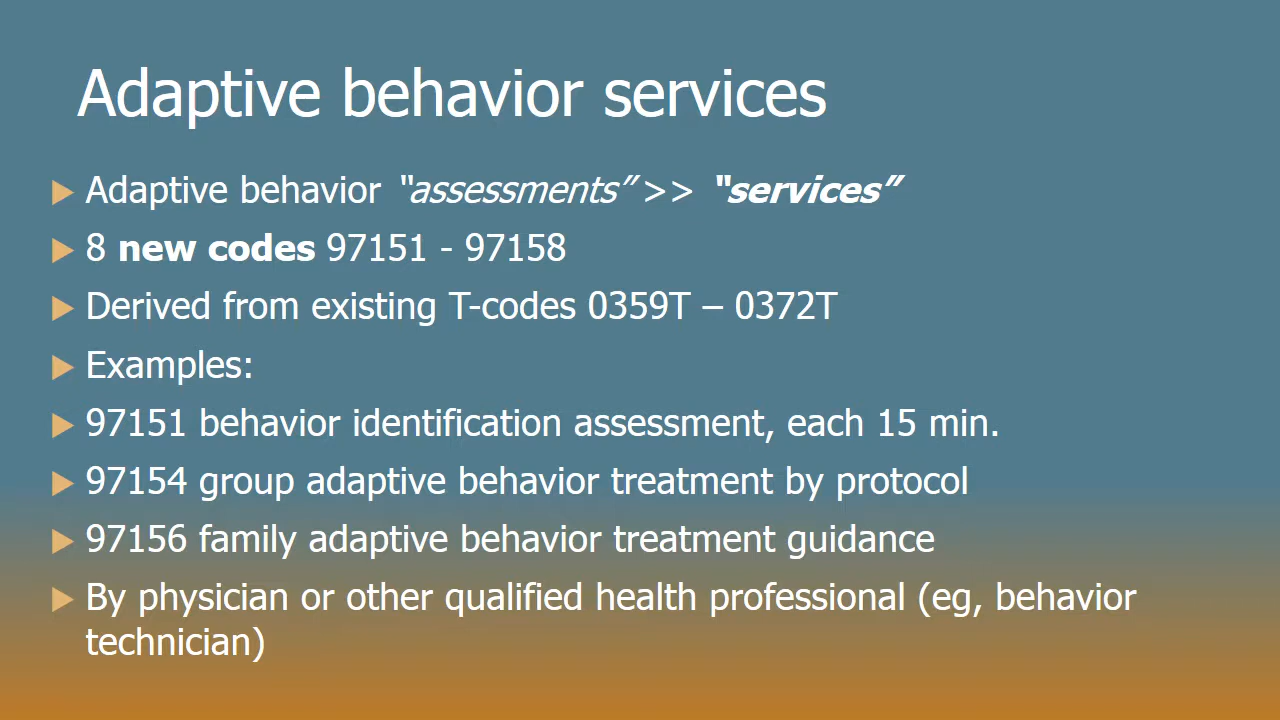 Adaptive behavior services
Adaptive behavior “assessments” >> “services”
8 new codes 97151 - 97158
Derived from existing T-codes 0359T – 0372T
Examples:
97151 behavior identification assessment, each 15 min.
97154 group adaptive behavior treatment by protocol
97156 family adaptive behavior treatment guidance
By physician or other qualified health professional (eg, behavior
technician)